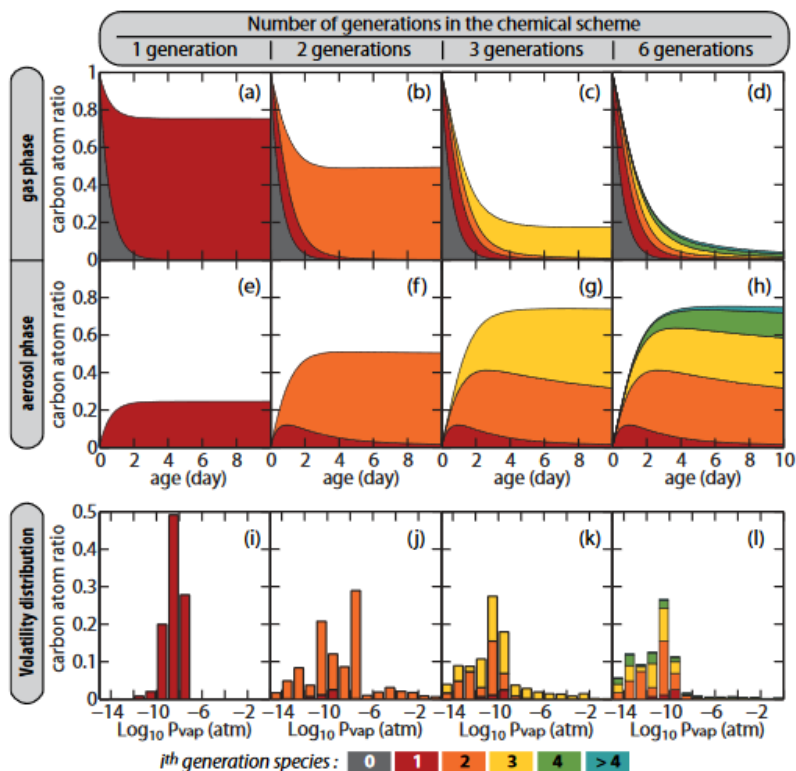 Number of generations in the chemical scheme
1 generation | 2 generations | 3 generations | 6 generations
gas phase
carbon atom ratio
1
0.8
0.6
0.4
0.2
0
(a) (b) (c) (d)
aerosol phase
carbon atom ratio
0.8
0.6
0.4
0.2
0
(e) (f) (g) (h)
0 2 4 6 8 0 2 4 6 8 0 2 4 6 8 0 2 4 6 8 10
age (day) age (day) age (day) age (day)
Volatility distribution
carbon atom ratio
0.5
0.4
0.3
0.2
0.1
0
(i) (j) (k) (l)
−14 −10 −6 −2 −14 −10 −6 −2 −14 −10 −6 −2 −14 −10 −6 −2
Log10 Pvap (atm) Log10 Pvap (atm) Log10 Pvap (atm) Log10 Pvap (atm)
ith generation species : 0 1 2 3 4 >4